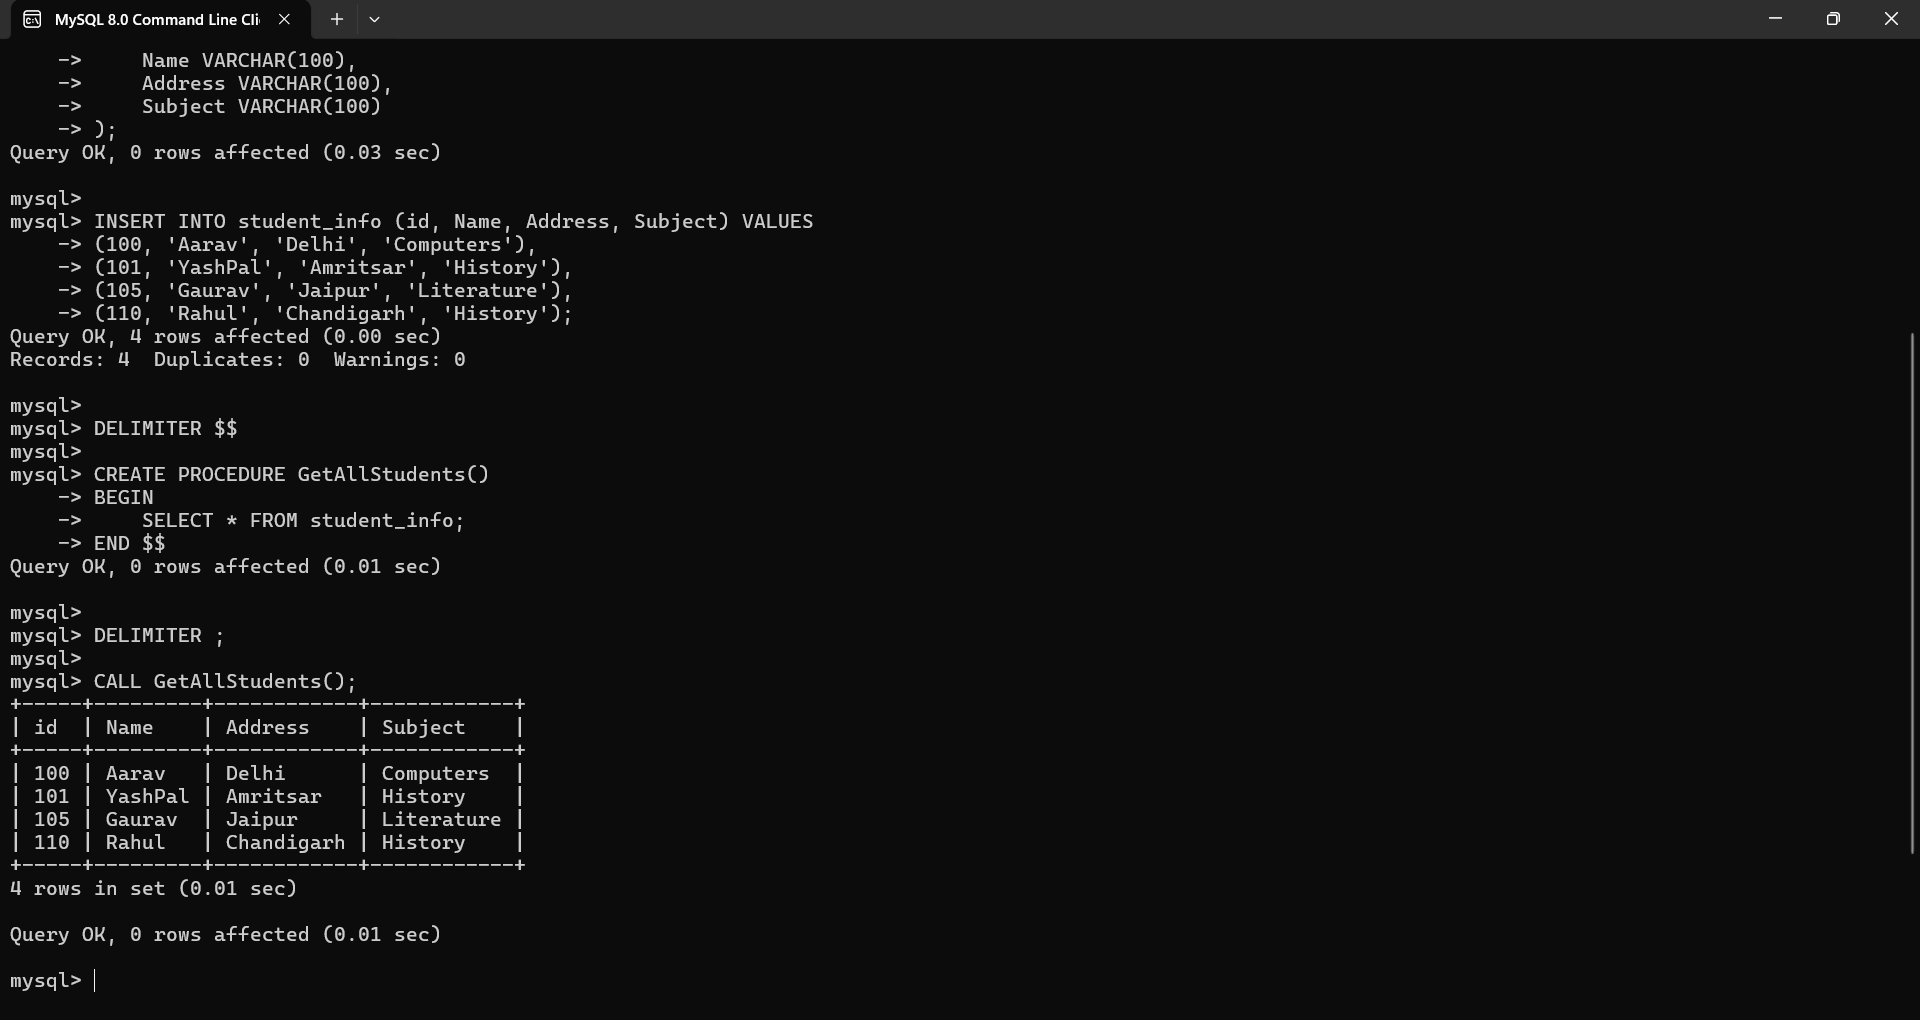 MySQL 8.0 Command Line Cli
    ->     Name VARCHAR(100),
    ->     Address VARCHAR(100),
    ->     Subject VARCHAR(100)
    -> );
Query OK, 0 rows affected (0.03 sec)

mysql>
mysql> INSERT INTO student_info (id, Name, Address, Subject) VALUES
    -> (100, 'Aarav', 'Delhi', 'Computers'),
    -> (101, 'YashPal', 'Amritsar', 'History'),
    -> (105, 'Gaurav', 'Jaipur', 'Literature'),
    -> (110, 'Rahul', 'Chandigarh', 'History');
Query OK, 4 rows affected (0.00 sec)
Records: 4  Duplicates: 0  Warnings: 0

mysql>
mysql> DELIMITER $$
mysql>
mysql> CREATE PROCEDURE GetAllStudents()
    -> BEGIN
    ->     SELECT * FROM student_info;
    -> END $$
Query OK, 0 rows affected (0.01 sec)

mysql>
mysql> DELIMITER ;
mysql>
mysql> CALL GetAllStudents();
+-----+---------+------------+------------+
| id  | Name    | Address    | Subject    |
+-----+---------+------------+------------+
| 100 | Aarav   | Delhi      | Computers  |
| 101 | YashPal | Amritsar   | History    |
| 105 | Gaurav  | Jaipur     | Literature |
| 110 | Rahul   | Chandigarh | History    |
+-----+---------+------------+------------+
4 rows in set (0.01 sec)

Query OK, 0 rows affected (0.01 sec)

mysql>